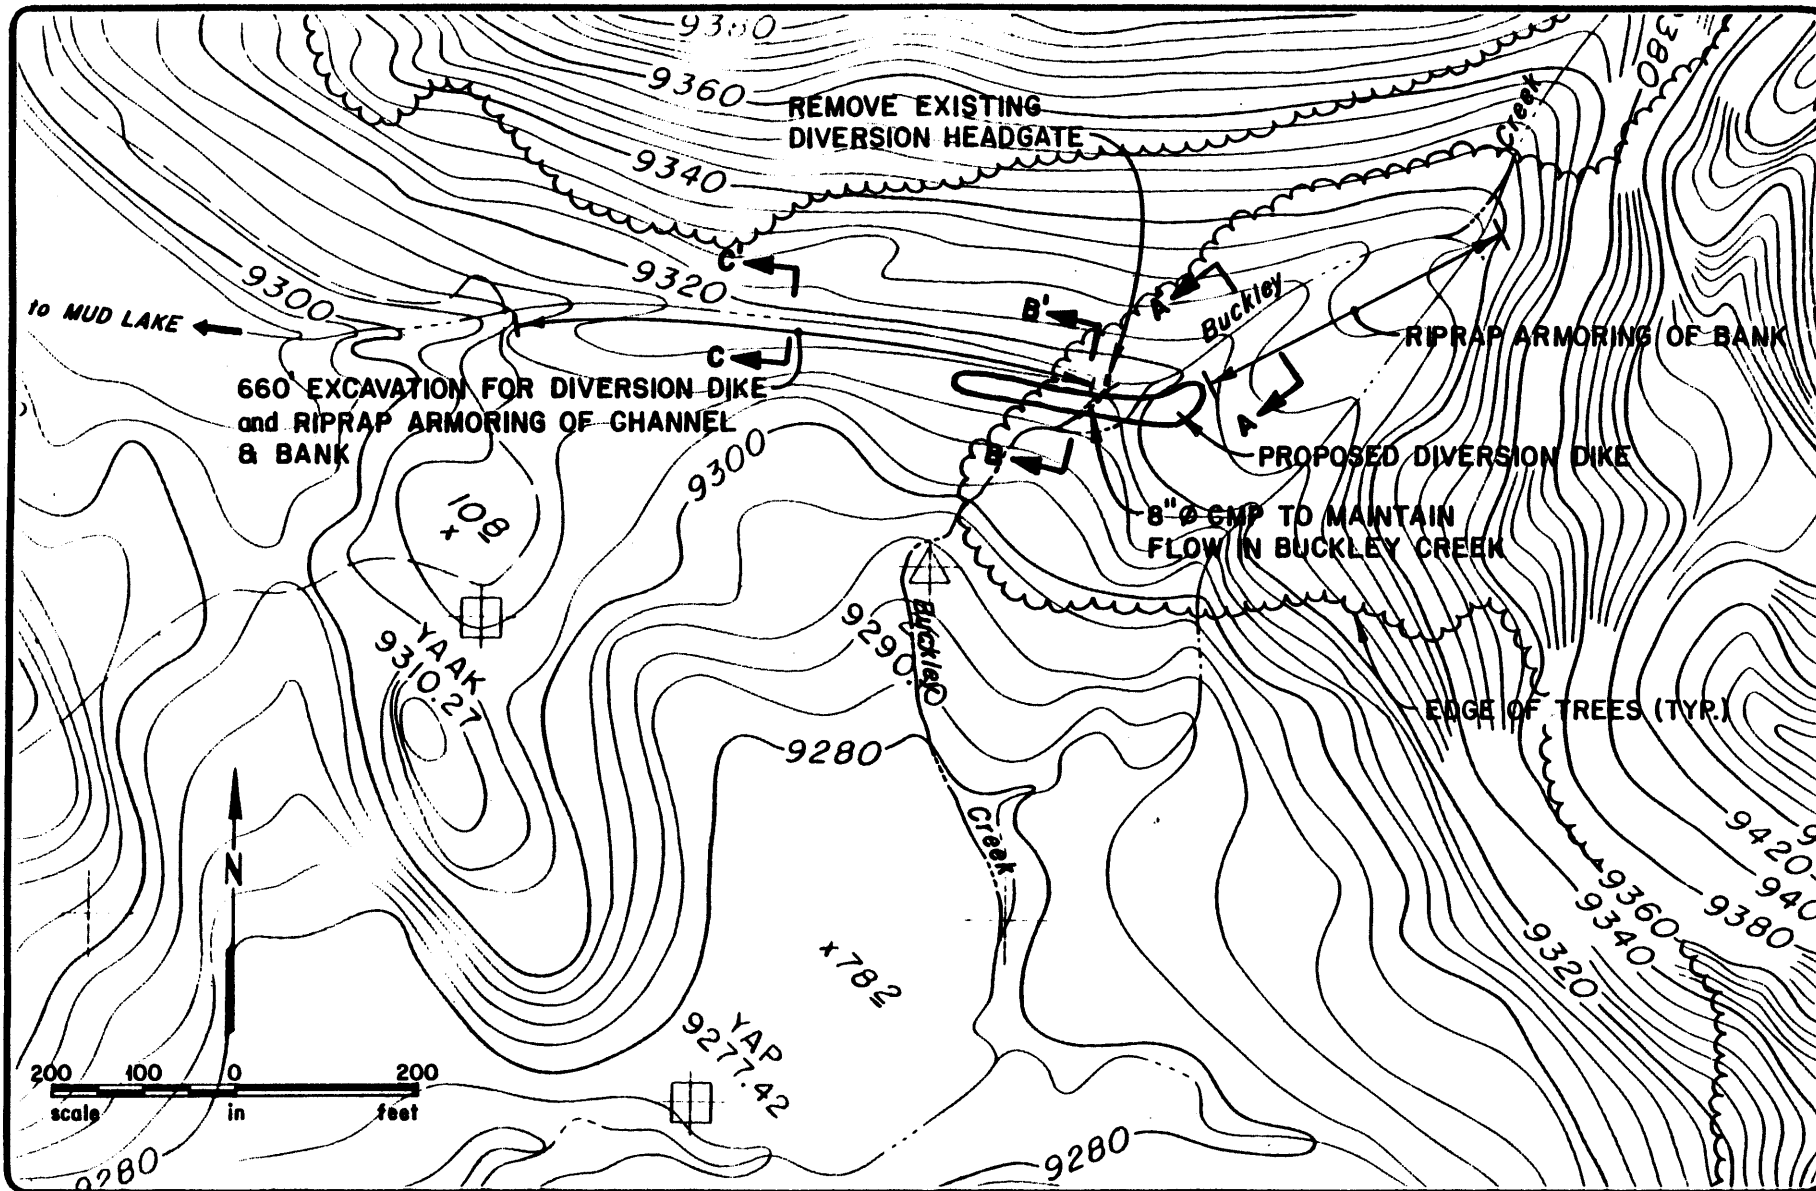 9360
9380
REMOVE EXISTING
DIVERSION HEADGATE
Creek
9340
C'
9320
9300
to MUD LAKE
B'
A'
Buckley
RIPRAP ARMORING OF BANK
C
660' EXCAVATION FOR DIVERSION DIKE
and RIPRAP ARMORING OF CHANNEL
& BANK
A
PROPOSED DIVERSION DIKE
B
9300
108
8"Ø CMP TO MAINTAIN
FLOW IN BUCKLEY CREEK
YAAK
9310.27
9290
Buckley
EDGE OF TREES (TYP.)
9280
Creek
9420
940
9380
9360
9340
9320
N
782
YAP
9277.42
200 100 0 200
scale in feet
9280
9280